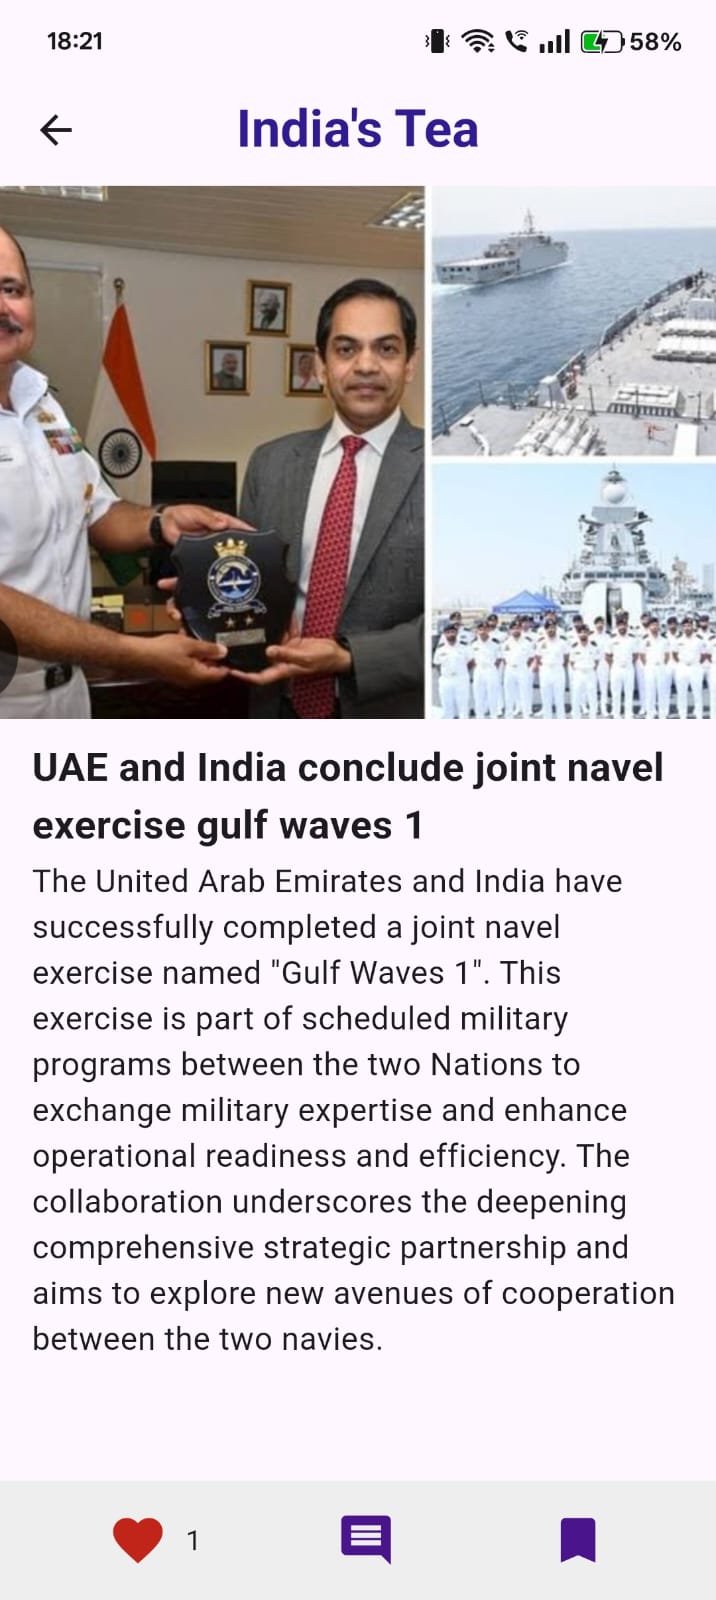 18:21
58%
India's Tea
UAE and India conclude joint navel
exercise gulf waves 1
The United Arab Emirates and India have
successfully completed a joint navel
exercise named "Gulf Waves 1". This
exercise is part of scheduled military
programs between the two Nations to
exchange military expertise and enhance
operational readiness and efficiency. The
collaboration underscores the deepening
comprehensive strategic partnership and
aims to explore new avenues of cooperation
between the two navies.
1